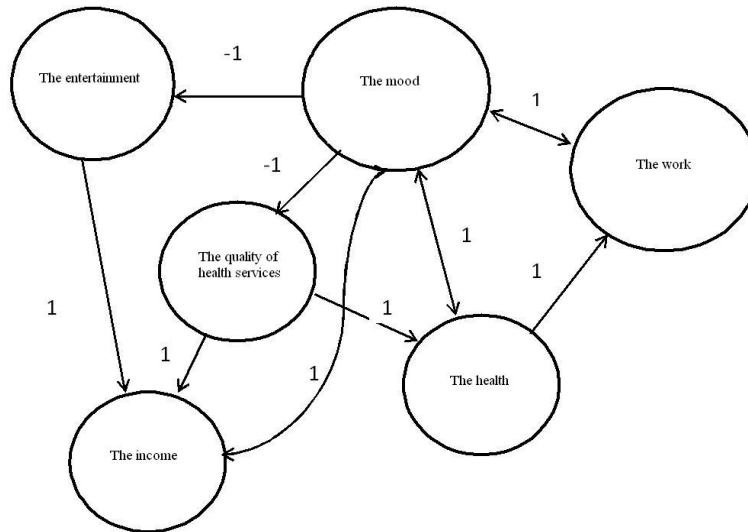 -1
The entertainment
The mood
1
The work
-1
The quality of
health services
1
1
1
1
1
The health
1
The income